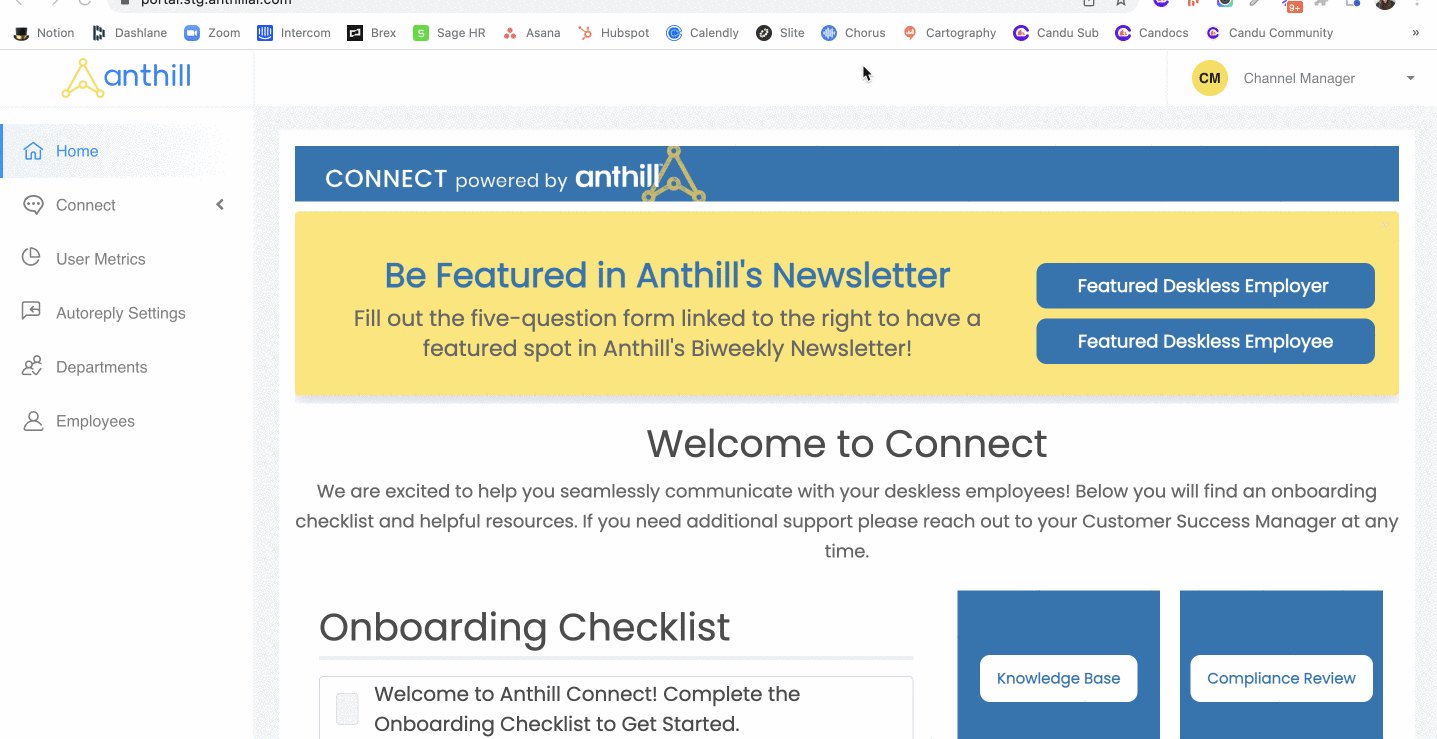 portal.stg.anthillai.com
9+
Notion Dashlane Zoom Intercom Brex Sage HR Asana Hubspot Calendly Slite Chorus Cartography Candu Sub Candocs Candu Community »
anthill
CM Channel Manager
Home
Connect
User Metrics
Autoreply Settings
Departments
Employees
CONNECT powered by anthill
Be Featured in Anthill's Newsletter
Fill out the five-question form linked to the right to have a
featured spot in Anthill's Biweekly Newsletter!
Featured Deskless Employer
Featured Deskless Employee
Welcome to Connect
We are excited to help you seamlessly communicate with your deskless employees! Below you will find an onboarding
checklist and helpful resources. If you need additional support please reach out to your Customer Success Manager at any
time.
Onboarding Checklist
Welcome to Anthill Connect! Complete the
Onboarding Checklist to Get Started.
Knowledge Base
Compliance Review